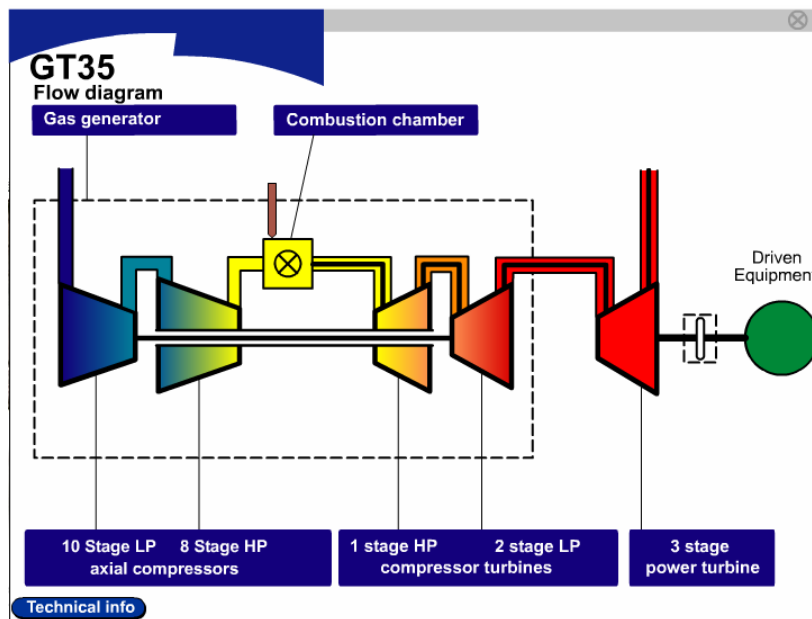 GT35
Flow diagram
Gas generator
Combustion chamber
Driven
Equipment
10 Stage LP 8 Stage HP
axial compressors
1 stage HP 2 stage LP
compressor turbines
3 stage
power turbine
Technical info